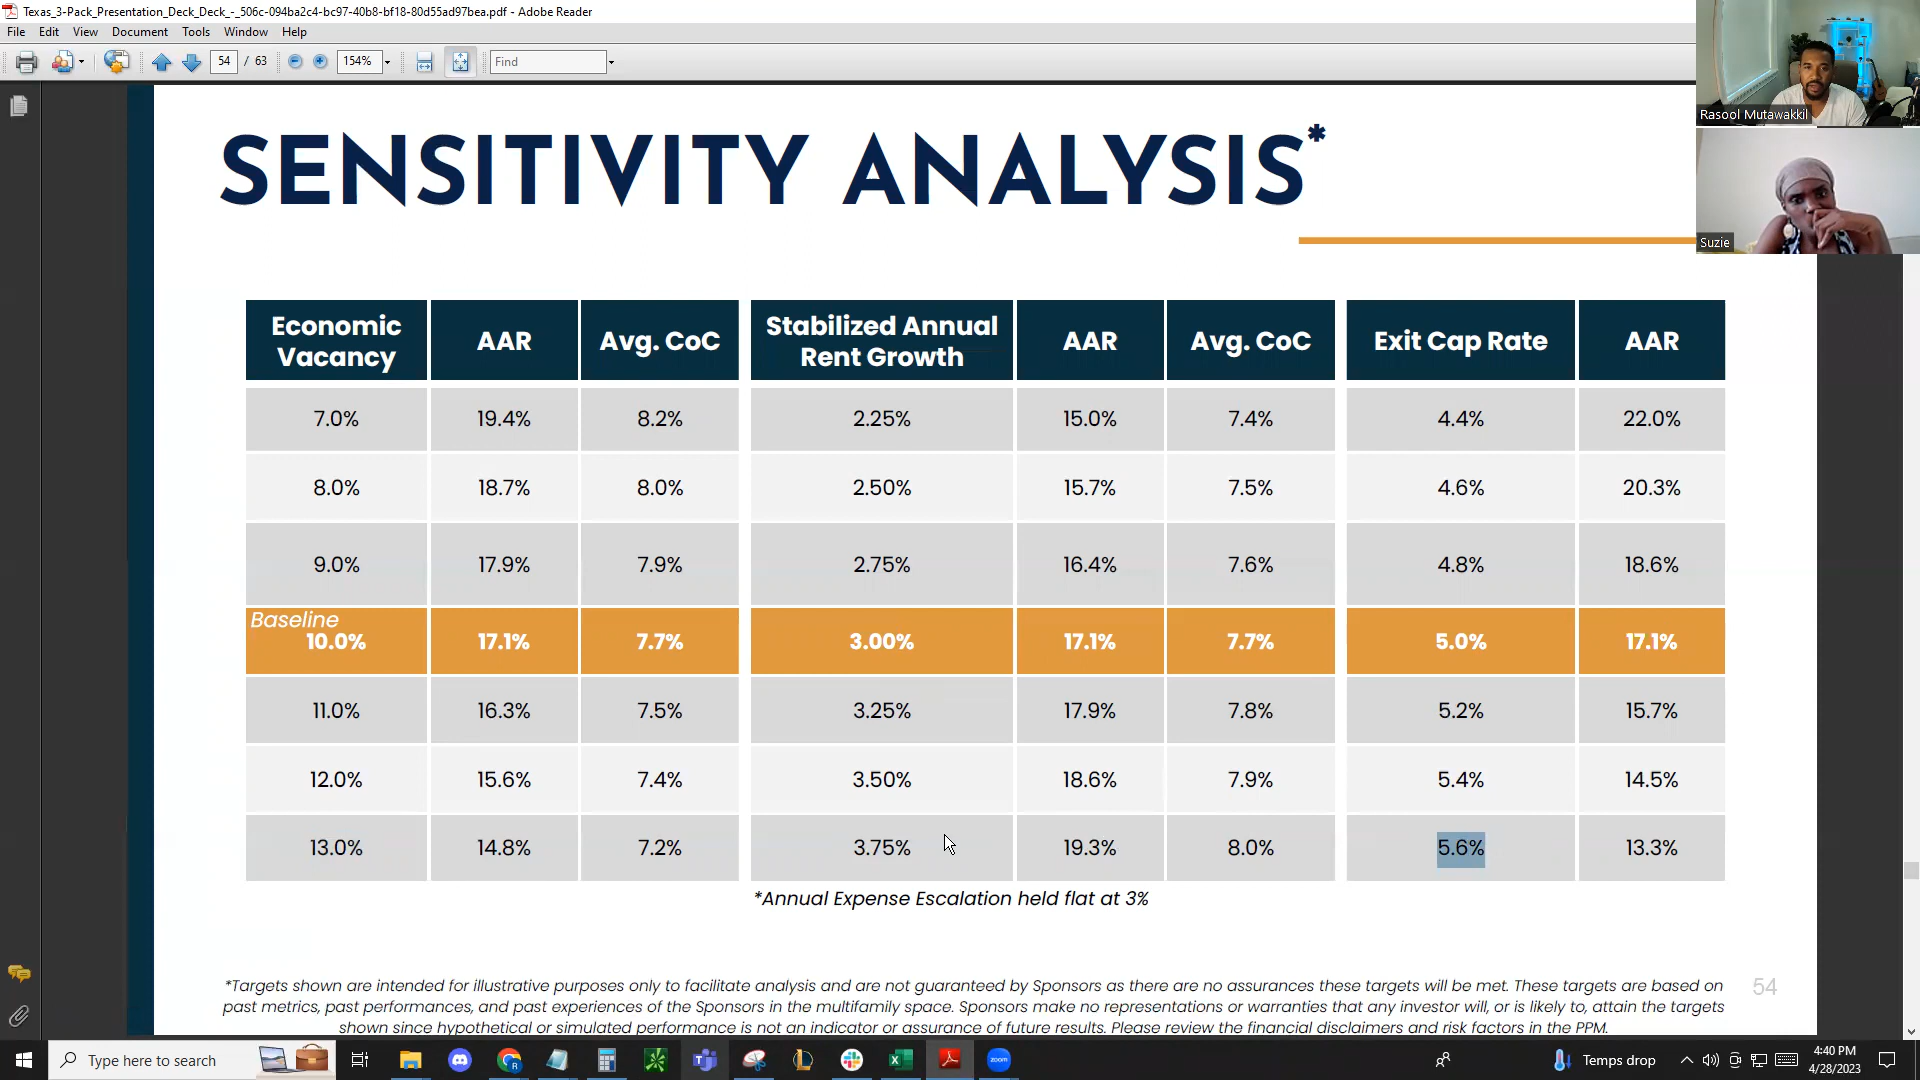 Texas_3-Pack_Presentation_Deck_Deck_-_506c-094ba2c4-bc97-40b8-bf18-80d55ad97bea.pdf - Adobe Reader
File Edit View Document Tools Window Help
54 / 63 154% Find
Rasool Mutawakkil
Suzie
SENSITIVITY ANALYSIS*
Economic Vacancy AAR Avg. CoC Stabilized Annual Rent Growth AAR Avg. CoC Exit Cap Rate AAR
7.0% 19.4% 8.2% 2.25% 15.0% 7.4% 4.4% 22.0%
8.0% 18.7% 8.0% 2.50% 15.7% 7.5% 4.6% 20.3%
9.0% 17.9% 7.9% 2.75% 16.4% 7.6% 4.8% 18.6%
Baseline
10.0% 17.1% 7.7% 3.00% 17.1% 7.7% 5.0% 17.1%
11.0% 16.3% 7.5% 3.25% 17.9% 7.8% 5.2% 15.7%
12.0% 15.6% 7.4% 3.50% 18.6% 7.9% 5.4% 14.5%
13.0% 14.8% 7.2% 3.75% 19.3% 8.0% 5.6% 13.3%
*Annual Expense Escalation held flat at 3%
*Targets shown are intended for illustrative purposes only to facilitate analysis and are not guaranteed by Sponsors as there are no assurances these targets will be met. These targets are based on
past metrics, past performances, and past experiences of the Sponsors in the multifamily space. Sponsors make no representations or warranties that any investor will, or is likely to, attain the targets
shown since hypothetical or simulated performance is not an indicator or assurance of future results. Please review the financial disclaimers and risk factors in the PPM.
54
Type here to search
zoom
Temps drop
4:40 PM
4/28/2023